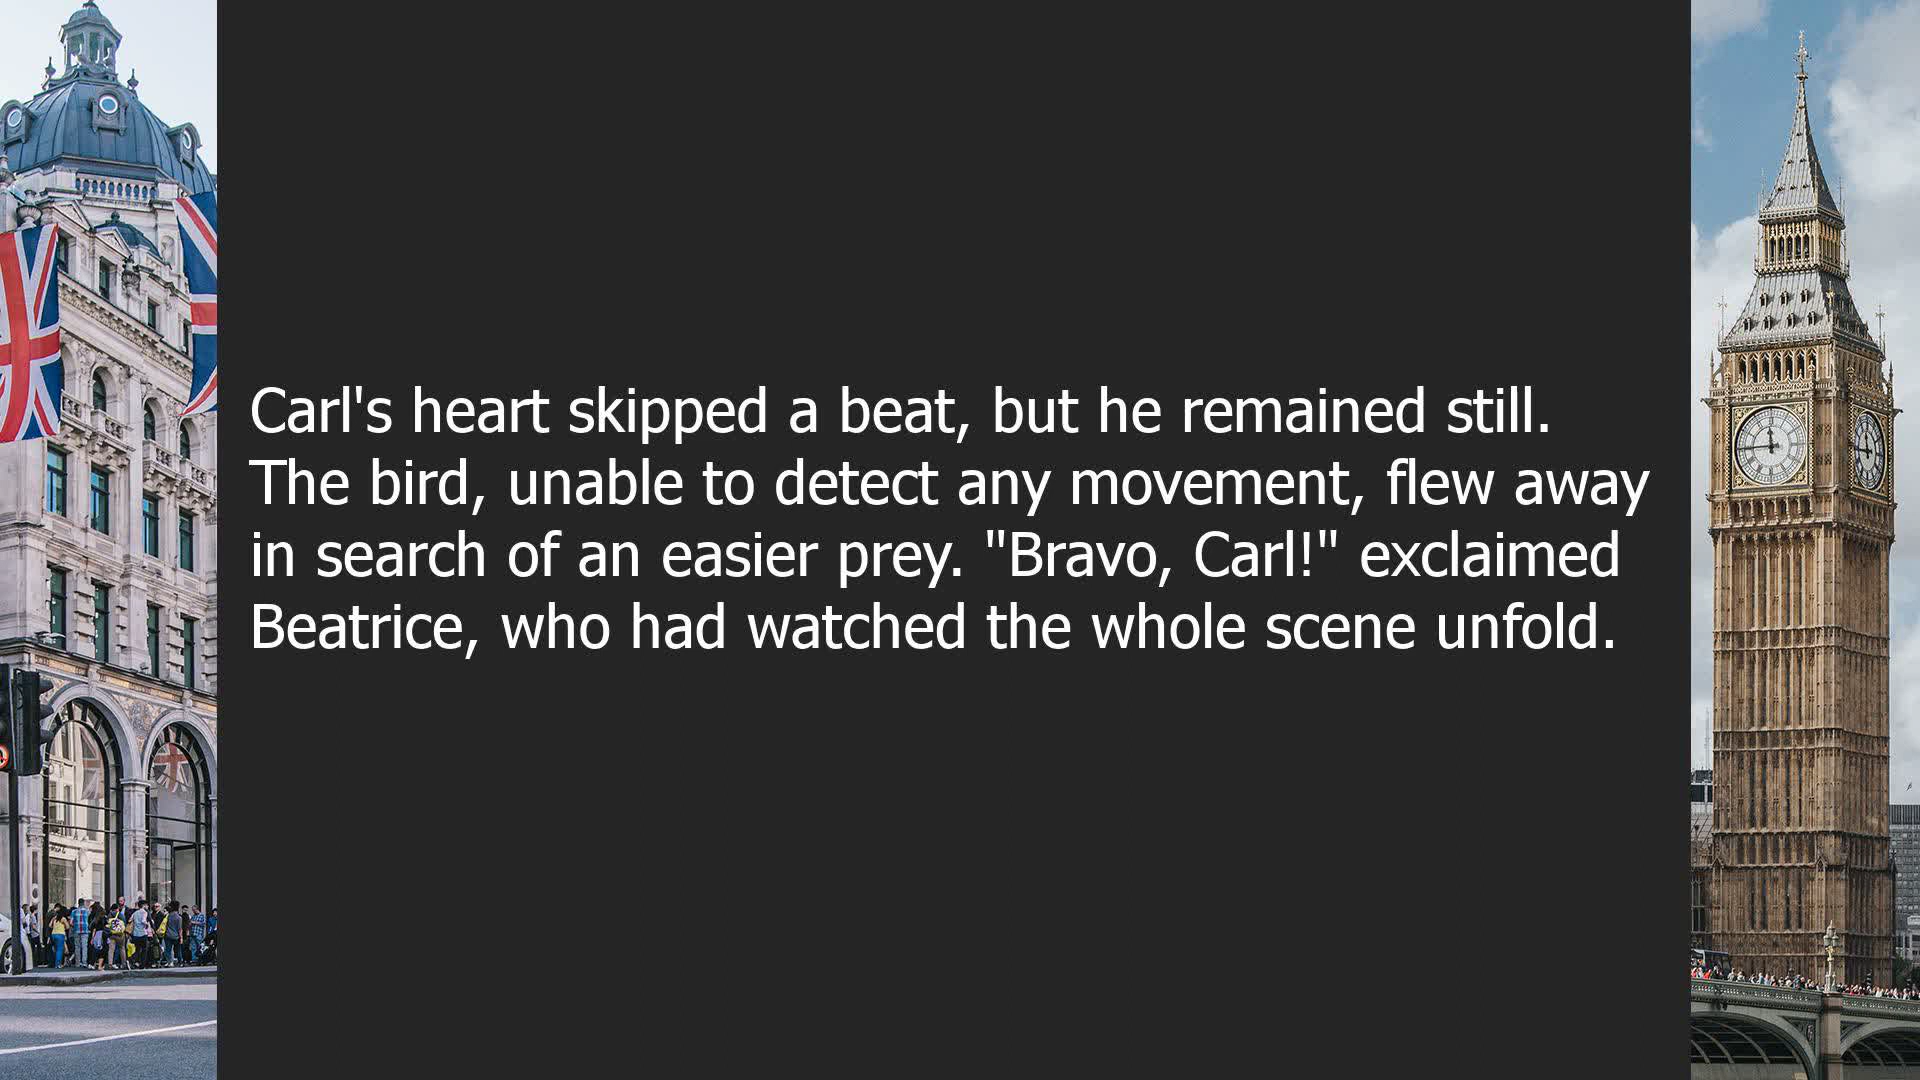 Carl's heart skipped a beat, but he remained still.
The bird, unable to detect any movement, flew away
in search of an easier prey. "Bravo, Carl!" exclaimed
Beatrice, who had watched the whole scene unfold.